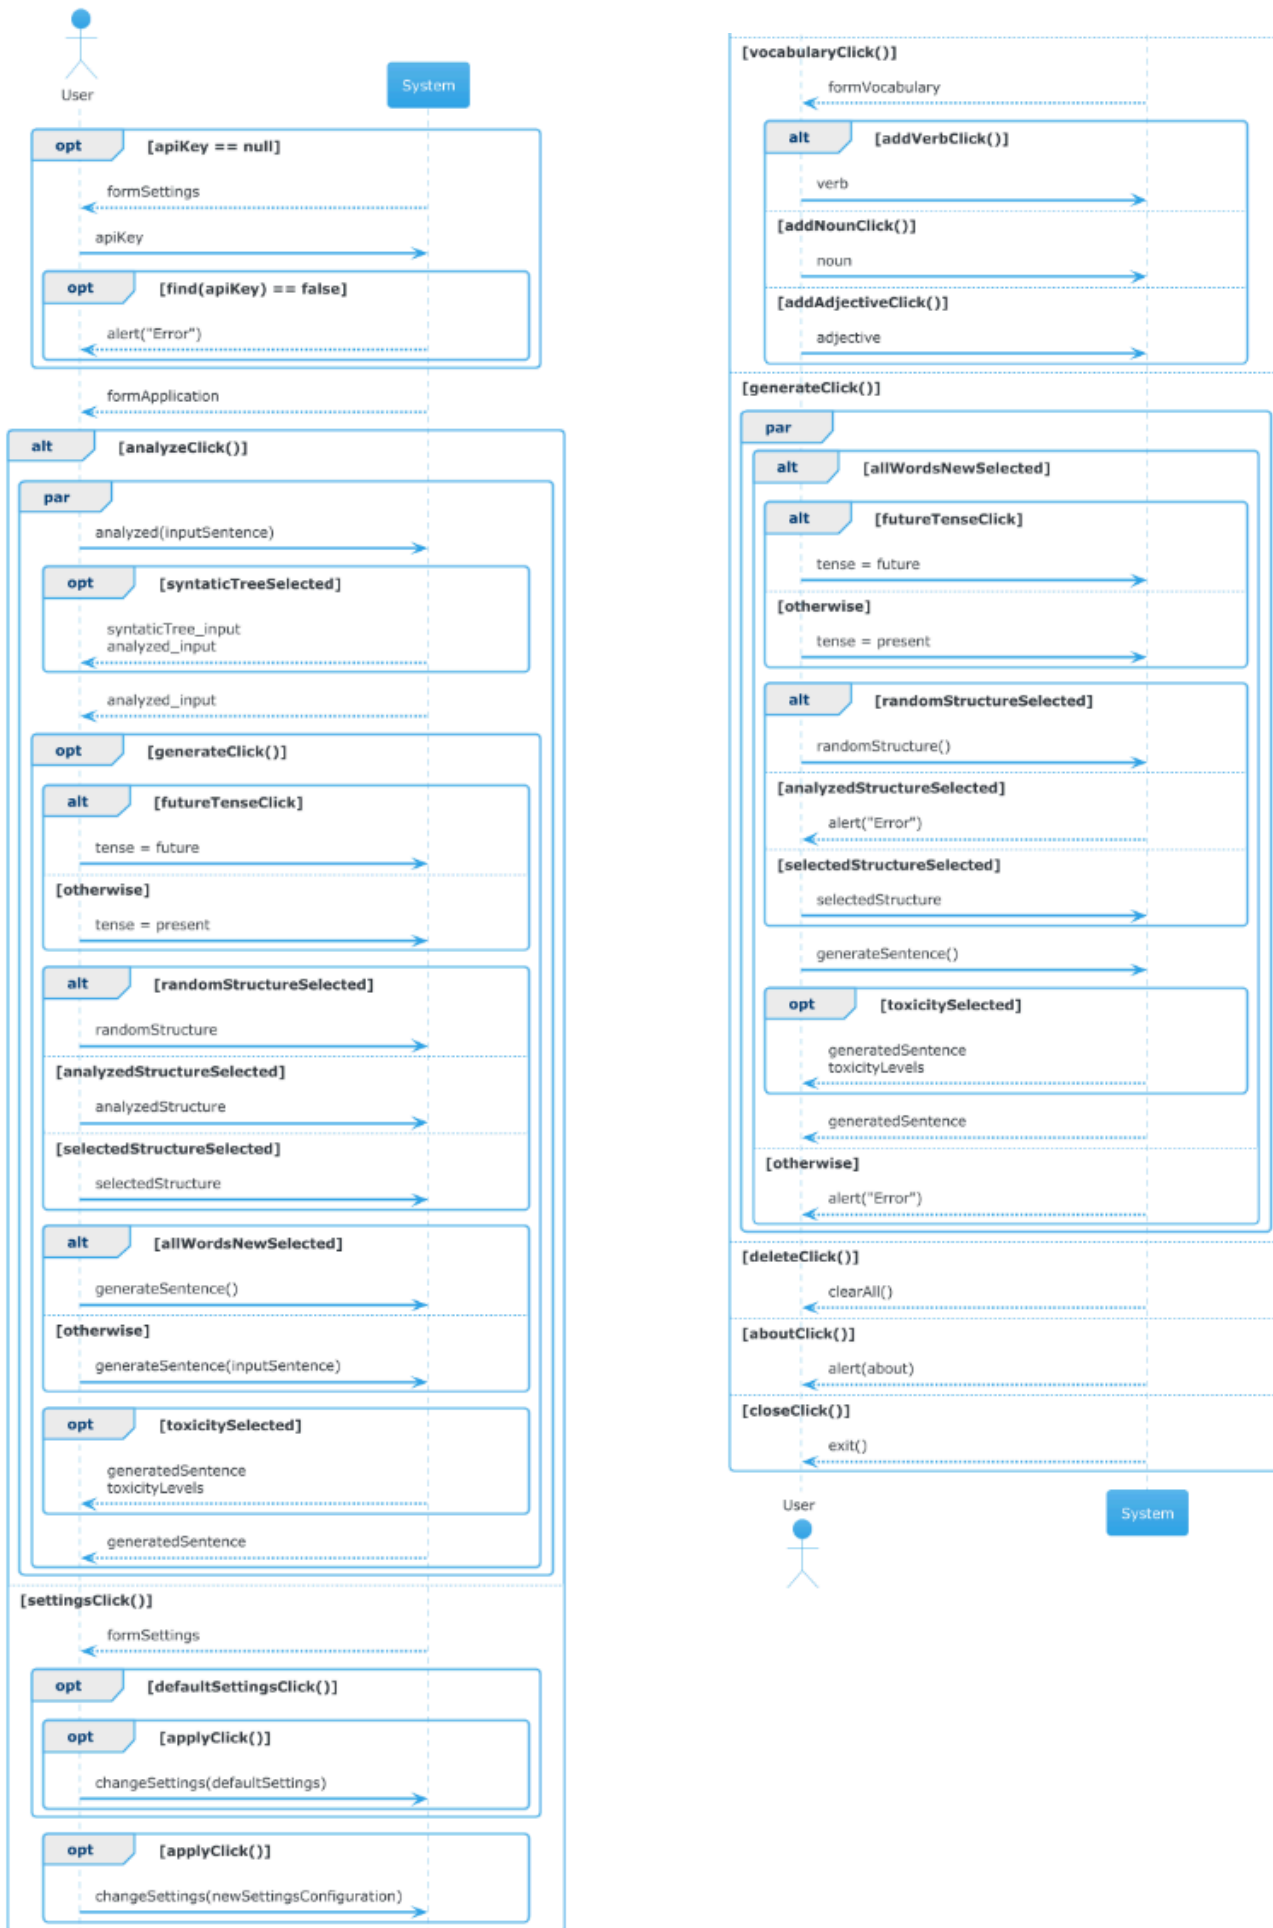 User
System
opt [apiKey == null]
formSettings
apiKey
opt [find(apiKey) == false]
alert("Error")
formApplication
alt [analyzeClick()]
par
analyzed(inputSentence)
opt [syntaticTreeSelected]
syntaticTree_input
analyzed_input
analyzed_input
opt [generateClick()]
alt [futureTenseClick]
tense = future
[otherwise]
tense = present
alt [randomStructureSelected]
randomStructure
[analyzedStructureSelected]
analyzedStructure
[selectedStructureSelected]
selectedStructure
alt [allWordsNewSelected]
generateSentence()
[otherwise]
generateSentence(inputSentence)
opt [toxicitySelected]
generatedSentence
toxicityLevels
generatedSentence
[settingsClick()]
formSettings
opt [defaultSettingsClick()]
opt [applyClick()]
changeSettings(defaultSettings)
opt [applyClick()]
changeSettings(newSettingsConfiguration)
[vocabularyClick()]
formVocabulary
alt [addVerbClick()]
verb
[addNounClick()]
noun
[addAdjectiveClick()]
adjective
[generateClick()]
par
alt [allWordsNewSelected]
alt [futureTenseClick]
tense = future
[otherwise]
tense = present
alt [randomStructureSelected]
randomStructure()
[analyzedStructureSelected]
alert("Error")
[selectedStructureSelected]
selectedStructure
generateSentence()
opt [toxicitySelected]
generatedSentence
toxicityLevels
generatedSentence
[otherwise]
alert("Error")
[deleteClick()]
clearAll()
[aboutClick()]
alert(about)
[closeClick()]
exit()
User
System